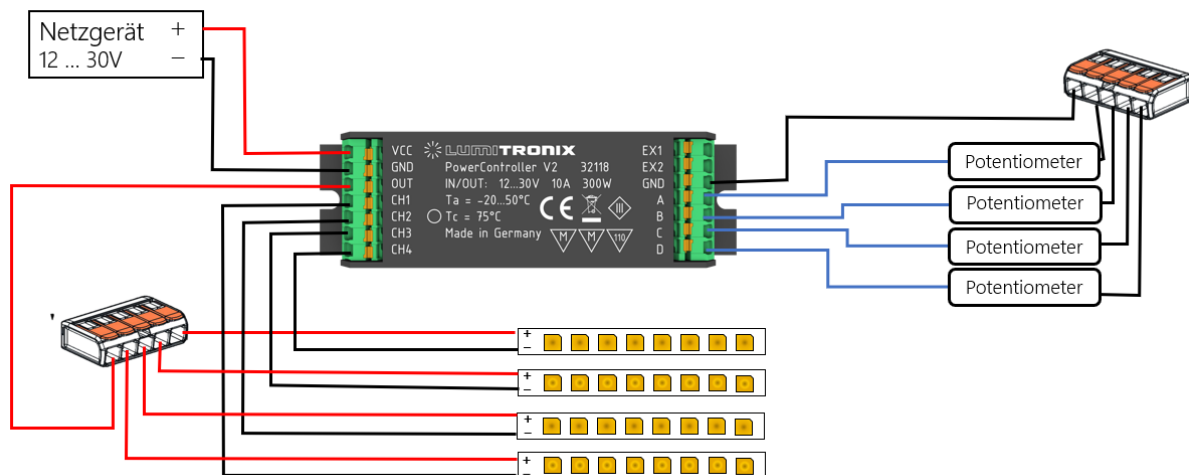 Netzgerät +
12 ... 30V −
VCC
GND
OUT
CH1
CH2
CH3
CH4
LUMITRONIX
PowerController V2 32118
IN/OUT: 12...30V 10A 300W
Ta = -20...50°C
Tc = 75°C
Made in Germany
CE
III
M
M
110
EX1
EX2
GND
A
B
C
D
Potentiometer
Potentiometer
Potentiometer
Potentiometer
'
+
−
+
−
+
−
+
−